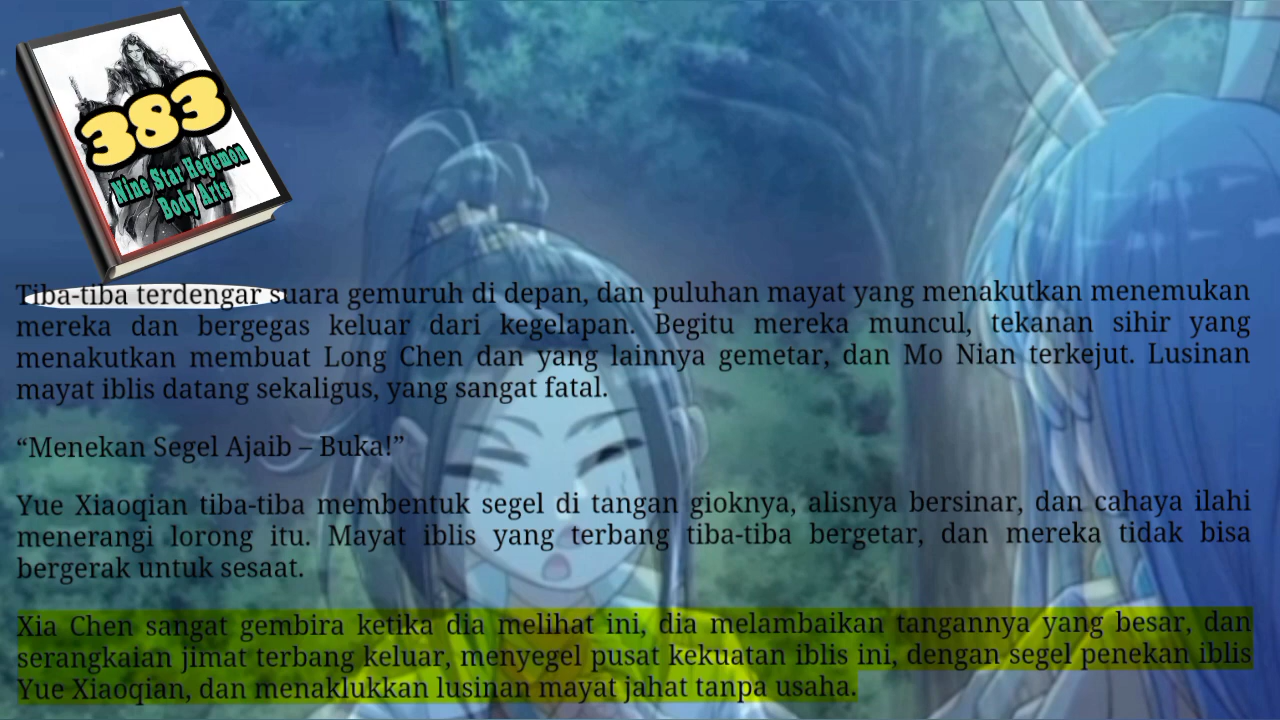 383
Nine Star Hegemon
Body Arts
Tiba-tiba terdengar suara gemuruh di depan, dan puluhan mayat yang menakutkan menemukan
mereka dan bergegas keluar dari kegelapan. Begitu mereka muncul, tekanan sihir yang
menakutkan membuat Long Chen dan yang lainnya gemetar, dan Mo Nian terkejut. Lusinan
mayat iblis datang sekaligus, yang sangat fatal.
“Menekan Segel Ajaib – Buka!”
Yue Xiaoqian tiba-tiba membentuk segel di tangan gioknya, alisnya bersinar, dan cahaya ilahi
menerangi lorong itu. Mayat iblis yang terbang tiba-tiba bergetar, dan mereka tidak bisa
bergerak untuk sesaat.
Xia Chen sangat gembira ketika dia melihat ini, dia melambaikan tangannya yang besar, dan
serangkaian jimat terbang keluar, menyegel pusat kekuatan iblis ini, dengan segel penekan iblis
Yue Xiaoqian, dan menaklukkan lusinan mayat jahat tanpa usaha.